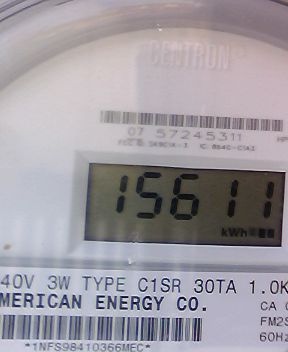 CENTRON
07 57245311
15611
kWh
40V 3W TYPE C1SR 30TA 1.0K
MERICAN ENERGY CO.
CA
FM2S
60Hz
*1NFS98410366MEC*